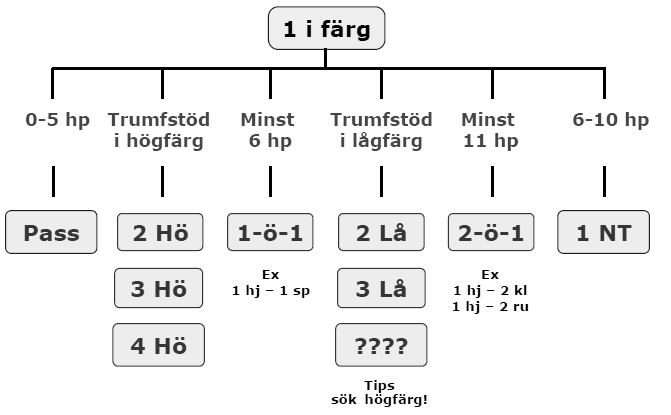 1 i färg
0-5 hp
Pass
Trumfstöd
i högfärg
2 Hö
3 Hö
4 Hö
Minst
6 hp
1-ö-1
Ex
1 hj – 1 sp
Trumfstöd
i lågfärg
2 Lå
3 Lå
????
Tips
sök högfärg!
Minst
11 hp
2-ö-1
Ex
1 hj – 2 kl
1 hj – 2 ru
6-10 hp
1 NT